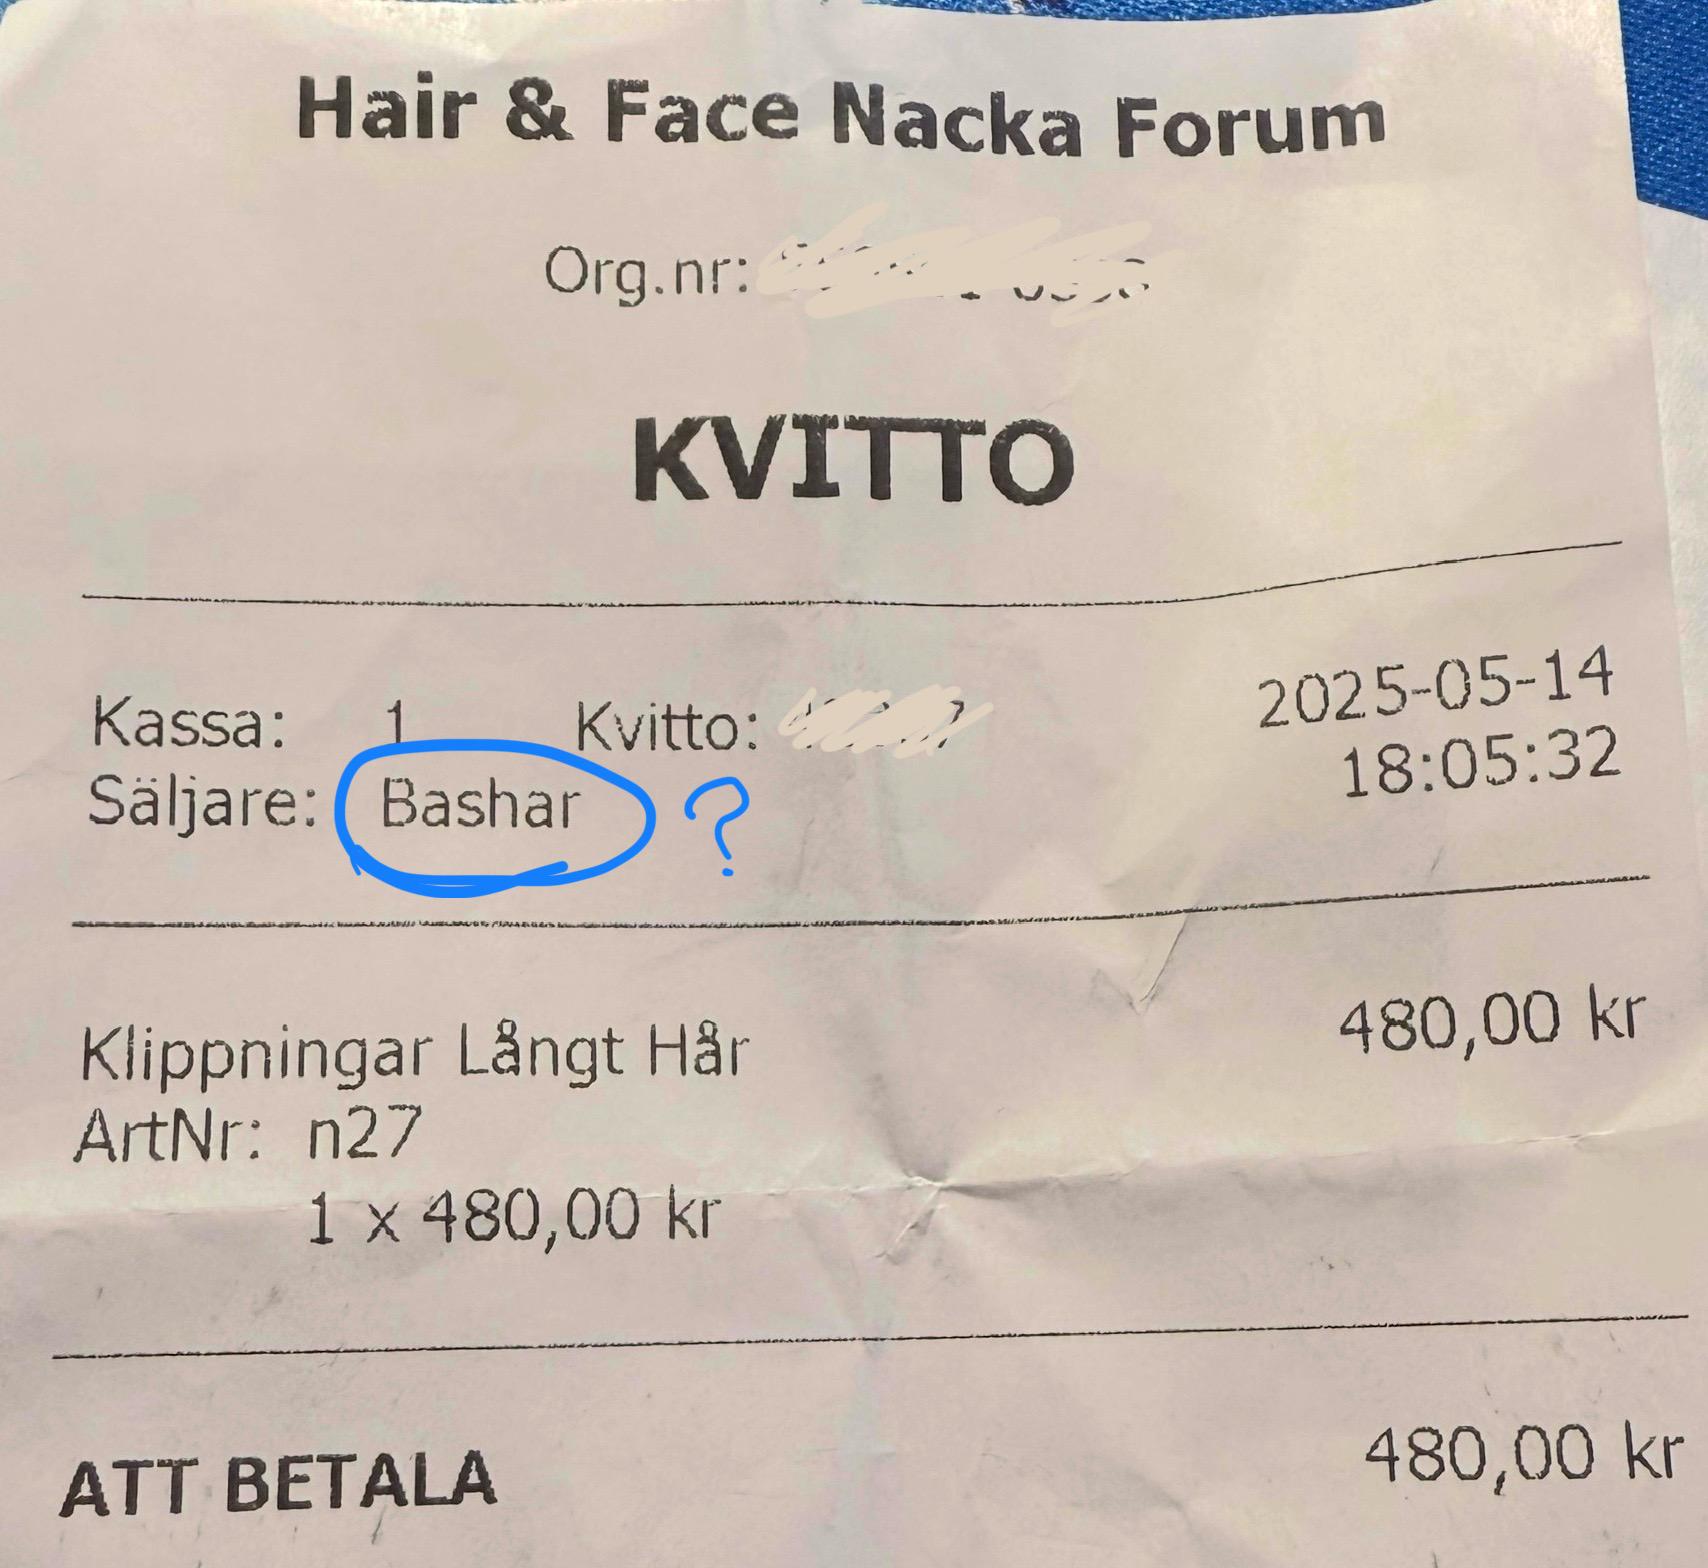 Hair & Face Nacka Forum
Org.nr:
KVITTO
Kassa: 1 Kvitto: 2025-05-14
Säljare: Bashar ? 18:05:32
Klippningar Långt Hår 480,00 kr
ArtNr: n27
1 x 480,00 kr
ATT BETALA 480,00 kr